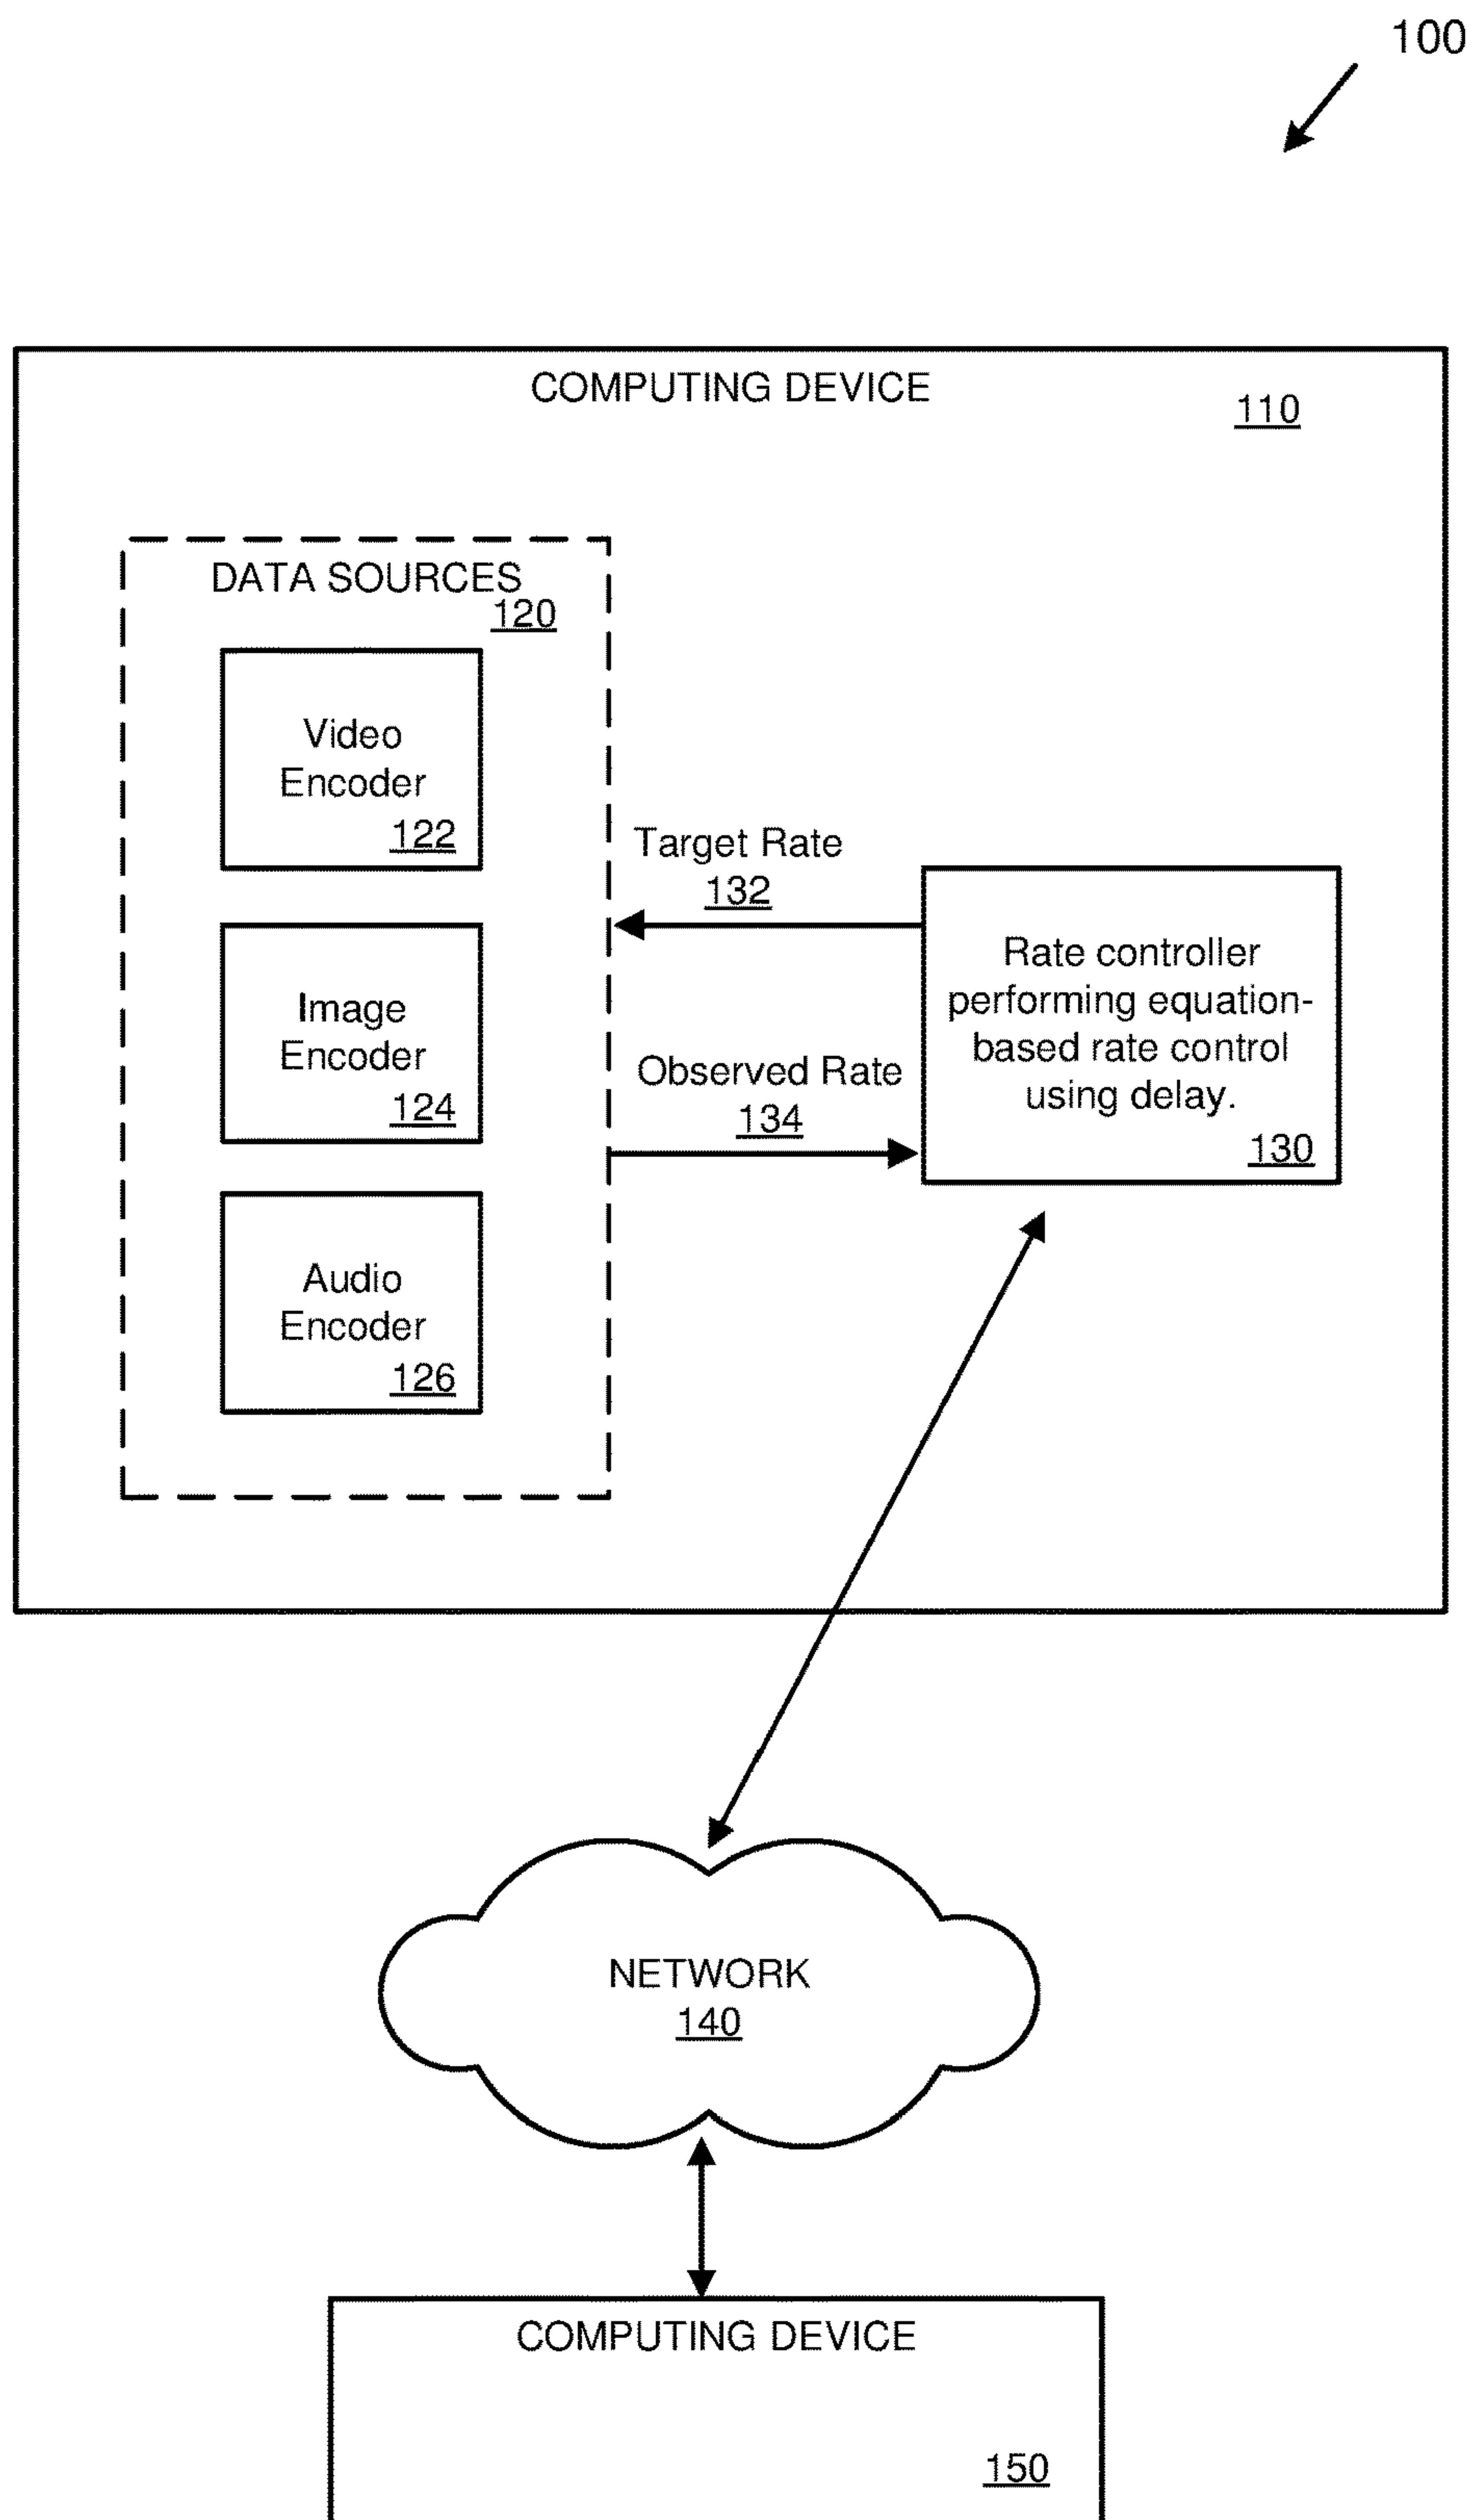 100
COMPUTING DEVICE
110
DATA SOURCES
120
Video
Encoder
122
Image
Encoder
124
Audio
Encoder
126
Target Rate
132
Observed Rate
134
Rate controller
performing equation-
based rate control
using delay.
130
NETWORK
140
COMPUTING DEVICE
150